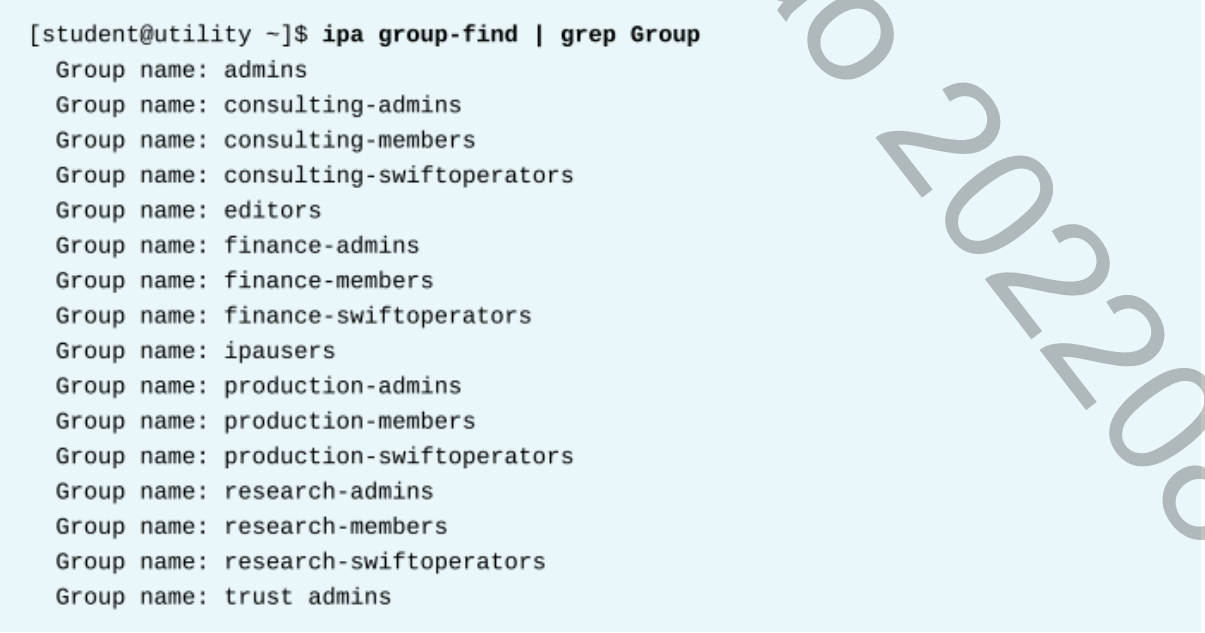 [student@utility ~]$ ipa group-find | grep Group
Group name: admins
Group name: consulting-admins
Group name: consulting-members
Group name: consulting-swiftoperators
Group name: editors
Group name: finance-admins
Group name: finance-members
Group name: finance-swiftoperators
Group name: ipausers
Group name: production-admins
Group name: production-members
Group name: production-swiftoperators
Group name: research-admins
Group name: research-members
Group name: research-swiftoperators
Group name: trust admins